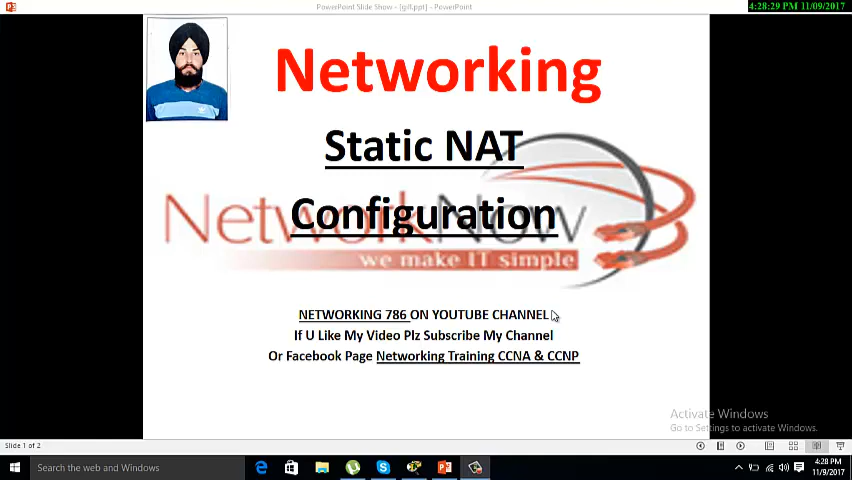 PowerPoint Slide Show - [gifl.ppt] - PowerPoint
4:28:29 PM 11/09/2017
Networking
Static NAT
Configuration
NetworkNow
we make IT simple
NETWORKING 786 ON YOUTUBE CHANNEL
If U Like My Video Plz Subscribe My Channel
Or Facebook Page Networking Training CCNA & CCNP
Activate Windows
Go to Settings to activate Windows.
Slide 1 of 2
Search the web and Windows
4:28 PM
11/9/2017